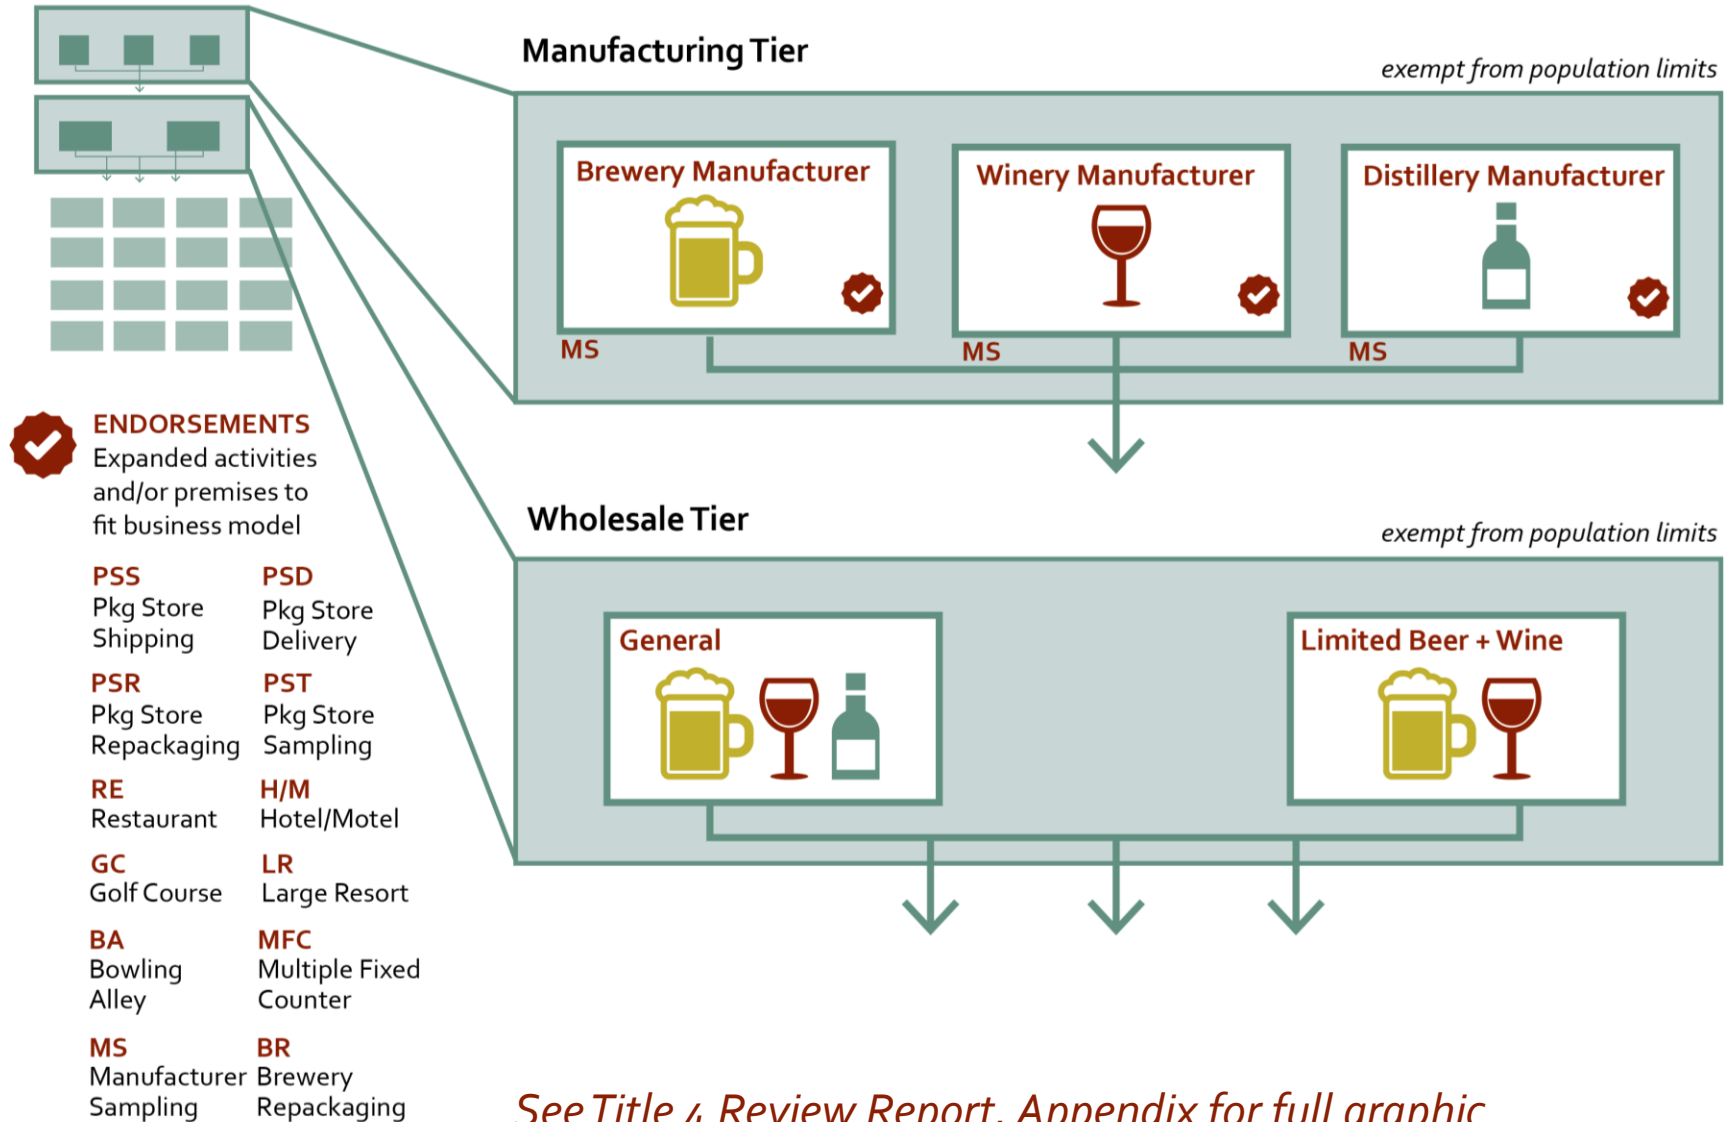 Manufacturing Tier
exempt from population limits
Brewery Manufacturer
Winery Manufacturer
Distillery Manufacturer
MS
MS
MS
Wholesale Tier
exempt from population limits
General
Limited Beer + Wine
ENDORSEMENTS
Expanded activities
and/or premises to
fit business model
PSS
Pkg Store
Shipping
PSD
Pkg Store
Delivery
PSR
Pkg Store
Repackaging
PST
Pkg Store
Sampling
RE
Restaurant
H/M
Hotel/Motel
GC
Golf Course
LR
Large Resort
BA
Bowling
Alley
MFC
Multiple Fixed
Counter
MS
Manufacturer
Sampling
BR
Brewery
Repackaging
See Title 4 Review Report, Appendix for full graphic